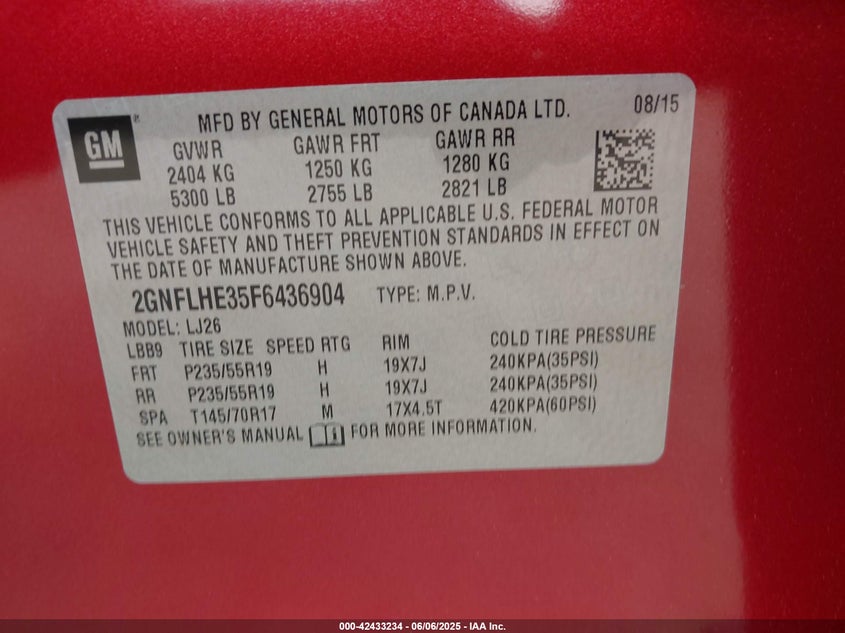 GM
MFD BY GENERAL MOTORS OF CANADA LTD. 08/15
GVWR GAWR FRT GAWR RR
2404 KG 1250 KG 1280 KG
5300 LB 2755 LB 2821 LB
THIS VEHICLE CONFORMS TO ALL APPLICABLE U.S. FEDERAL MOTOR
VEHICLE SAFETY AND THEFT PREVENTION STANDARDS IN EFFECT ON
THE DATE OF MANUFACTURE SHOWN ABOVE.
2GNFLHE35F6436904 TYPE: M.P.V.
MODEL: LJ26
LBB9 TIRE SIZE SPEED RTG RIM COLD TIRE PRESSURE
FRT P235/55R19 H 19X7J 240KPA(35PSI)
RR P235/55R19 H 19X7J 240KPA(35PSI)
SPA T145/70R17 M 17X4.5T 420KPA(60PSI)
SEE OWNER'S MANUAL FOR MORE INFORMATION.
000-42433234 - 06/06/2025 - IAA Inc.